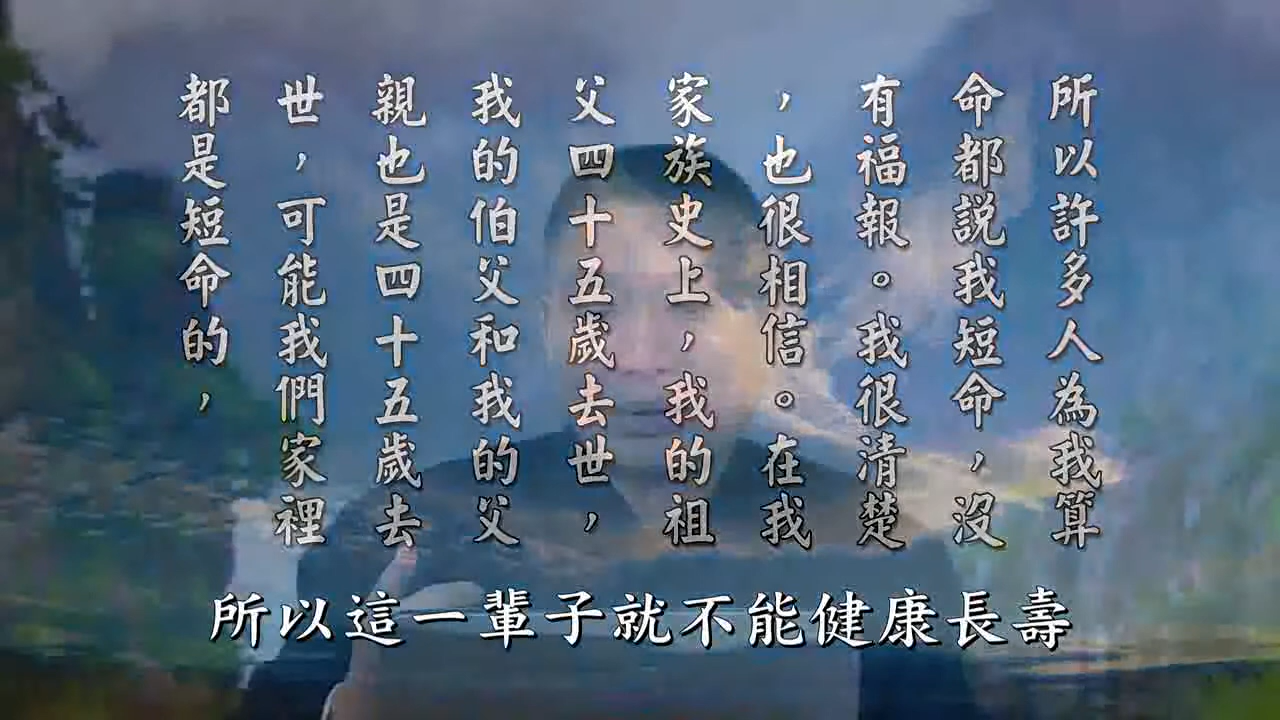 所以許多人為我算
命都説我短命，沒
有福報。我很清楚
，也很相信。在我
家族史上，我的祖
父四十五歲去世，
我的伯父和我的父
親也是四十五歲去
世，可能我們家裡
都是短命的，
所以這一輩子就不能健康長壽